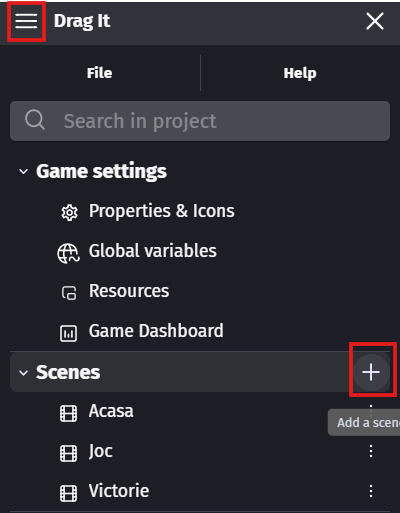 Drag It
File Help
Search in project
Game settings
Properties & Icons
Global variables
Resources
Game Dashboard
Scenes
Acasa
Add a scen
Joc
Victorie